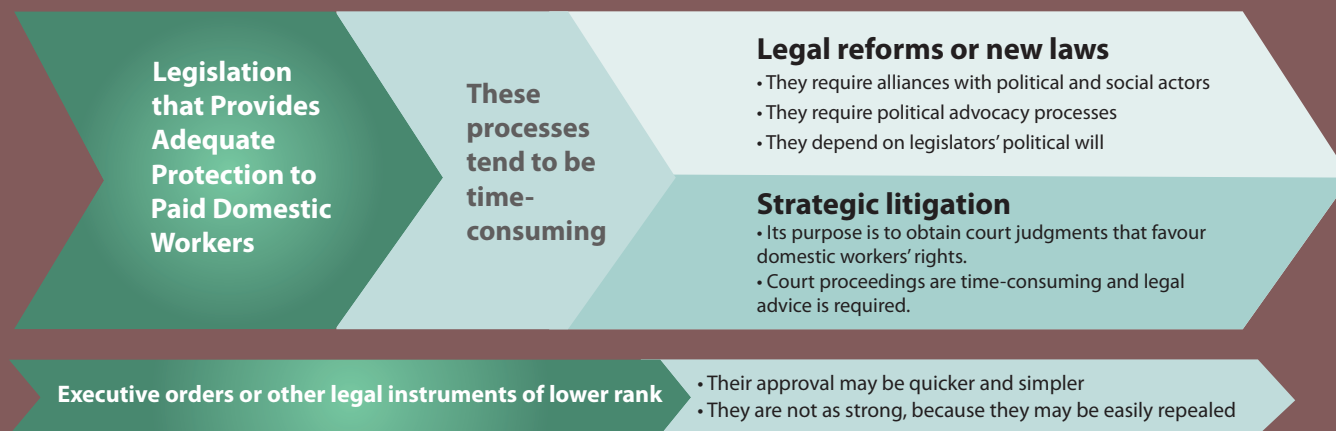 Legislation
that Provides
Adequate
Protection to
Paid Domestic
Workers
These
processes
tend to be
time-
consuming
Legal reforms or new laws
• They require alliances with political and social actors
• They require political advocacy processes
• They depend on legislators’ political will
Strategic litigation
• Its purpose is to obtain court judgments that favour
domestic workers’ rights.
• Court proceedings are time-consuming and legal
advice is required.
Executive orders or other legal instruments of lower rank
• Their approval may be quicker and simpler
• They are not as strong, because they may be easily repealed